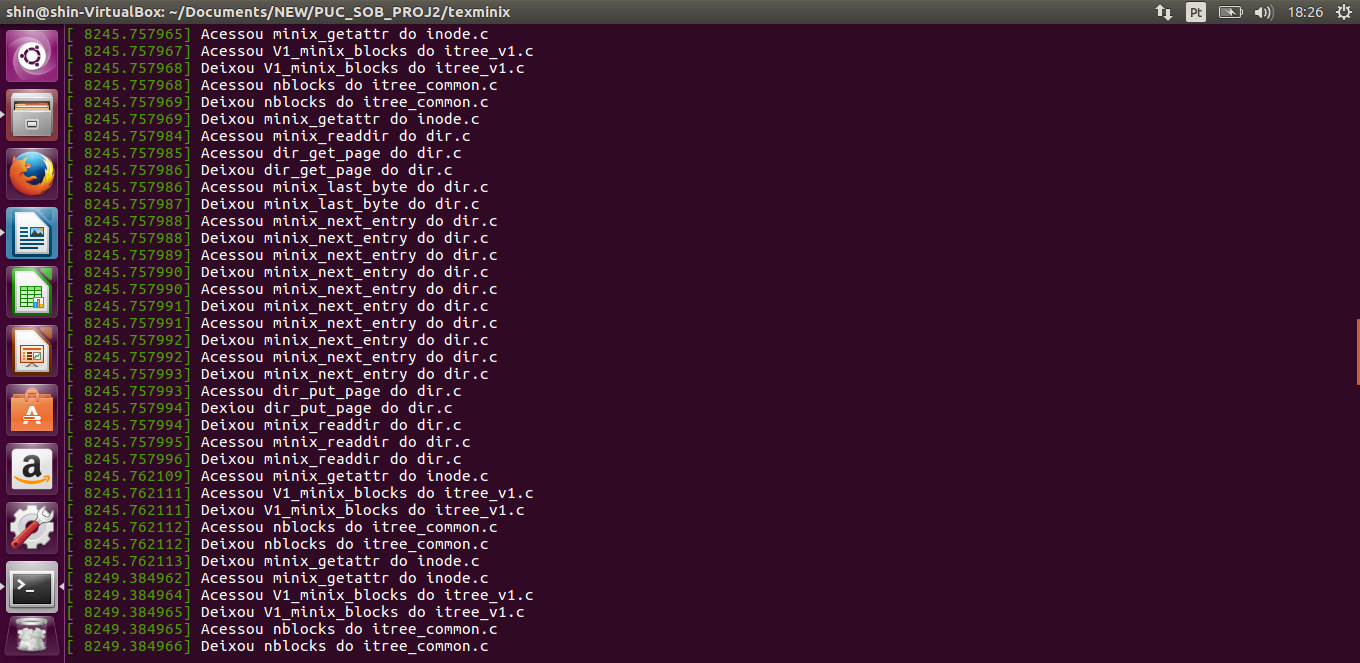 shin@shin-VirtualBox: ~/Documents/NEW/PUC_SOB_PROJ2/texminix
Pt
18:26
[ 8245.757965] Acessou minix_getattr do inode.c
[ 8245.757967] Acessou V1_minix_blocks do itree_v1.c
[ 8245.757968] Deixou V1_minix_blocks do itree_v1.c
[ 8245.757968] Acessou nblocks do itree_common.c
[ 8245.757969] Deixou nblocks do itree_common.c
[ 8245.757969] Deixou minix_getattr do inode.c
[ 8245.757984] Acessou minix_readdir do dir.c
[ 8245.757985] Acessou dir_get_page do dir.c
[ 8245.757986] Deixou dir_get_page do dir.c
[ 8245.757986] Acessou minix_last_byte do dir.c
[ 8245.757987] Deixou minix_last_byte do dir.c
[ 8245.757988] Acessou minix_next_entry do dir.c
[ 8245.757988] Deixou minix_next_entry do dir.c
[ 8245.757989] Acessou minix_next_entry do dir.c
[ 8245.757990] Deixou minix_next_entry do dir.c
[ 8245.757990] Acessou minix_next_entry do dir.c
[ 8245.757991] Deixou minix_next_entry do dir.c
[ 8245.757991] Acessou minix_next_entry do dir.c
[ 8245.757992] Deixou minix_next_entry do dir.c
[ 8245.757992] Acessou minix_next_entry do dir.c
[ 8245.757993] Deixou minix_next_entry do dir.c
[ 8245.757993] Acessou dir_put_page do dir.c
[ 8245.757994] Dexiou dir_put_page do dir.c
[ 8245.757994] Deixou minix_readdir do dir.c
[ 8245.757995] Acessou minix_readdir do dir.c
[ 8245.757996] Deixou minix_readdir do dir.c
[ 8245.762109] Acessou minix_getattr do inode.c
[ 8245.762111] Acessou V1_minix_blocks do itree_v1.c
[ 8245.762111] Deixou V1_minix_blocks do itree_v1.c
[ 8245.762112] Acessou nblocks do itree_common.c
[ 8245.762112] Deixou nblocks do itree_common.c
[ 8245.762113] Deixou minix_getattr do inode.c
[ 8249.384962] Acessou minix_getattr do inode.c
[ 8249.384964] Acessou V1_minix_blocks do itree_v1.c
[ 8249.384965] Deixou V1_minix_blocks do itree_v1.c
[ 8249.384965] Acessou nblocks do itree_common.c
[ 8249.384966] Deixou nblocks do itree_common.c